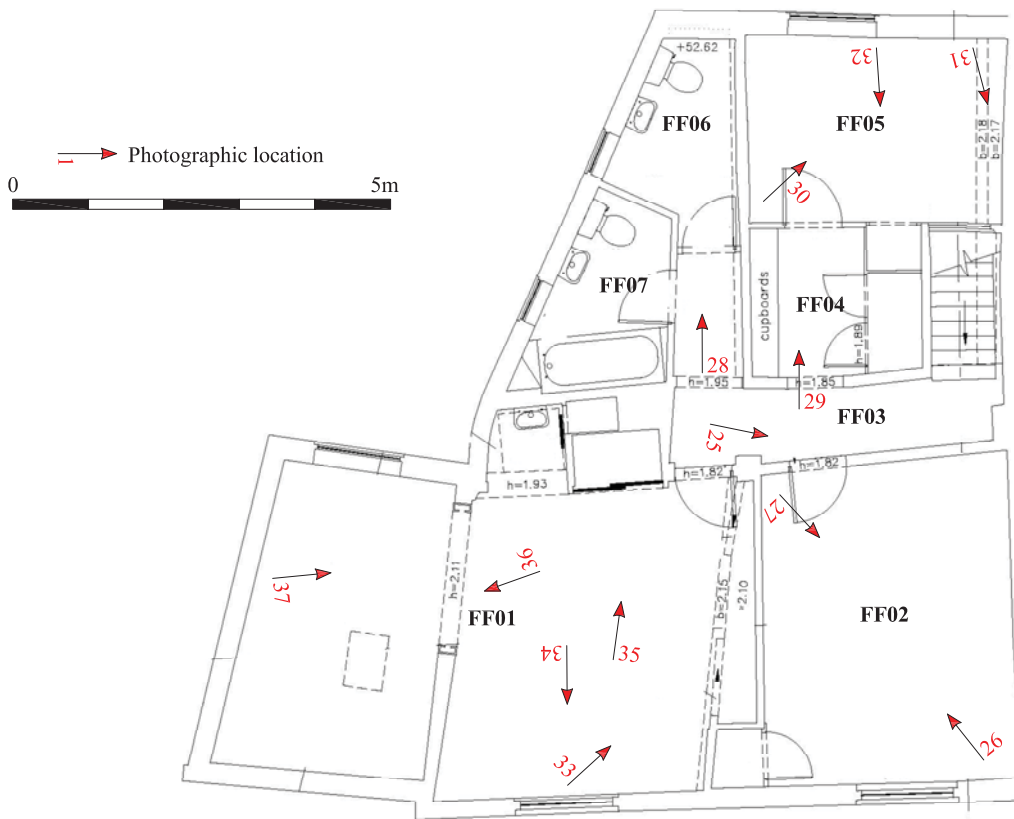 +52.62
32
31
FF06
FF05
b=2.18
b=2.17
1
Photographic location
0
5m
30
FF07
cupboards
FF04
h=1.89
28
h=1.95
h=1.85
29
FF03
25
h=1.82
h=1.82
h=1.93
27
36
37
h=2.11
FF01
b=2.15
=2.10
FF02
34
35
33
26